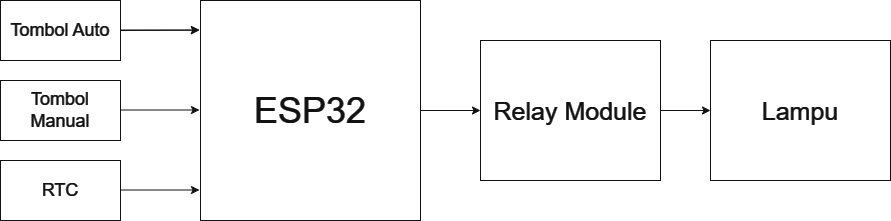 Tombol Auto
Tombol
Manual
RTC
ESP32
Relay Module
Lampu